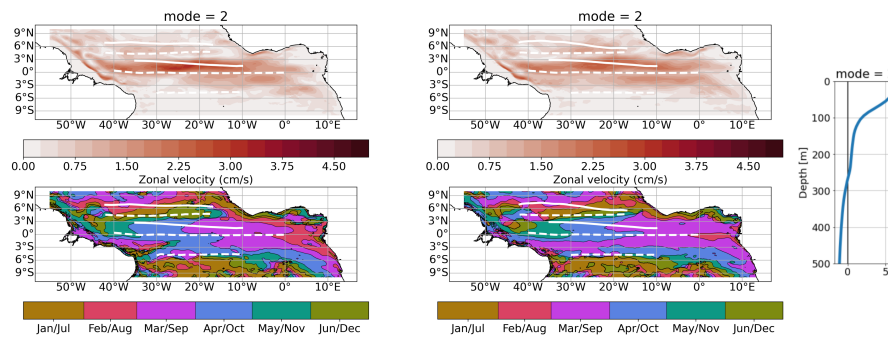 mode = 2
9°N
6°N
3°N
0°N
3°S
6°S
9°S
50°W 40°W 30°W 20°W 10°W 0° 10°E
0.00 0.75 1.50 2.25 3.00 3.75 4.50
Zonal velocity (cm/s)
9°N
6°N
3°N
0°N
3°S
6°S
9°S
50°W 40°W 30°W 20°W 10°W 0° 10°E
Jan/Jul Feb/Aug Mar/Sep Apr/Oct May/Nov Jun/Dec
mode = 2
9°N
6°N
3°N
0°N
3°S
6°S
9°S
50°W 40°W 30°W 20°W 10°W 0° 10°E
0.00 0.75 1.50 2.25 3.00 3.75 4.50
Zonal velocity (cm/s)
9°N
6°N
3°N
0°N
3°S
6°S
9°S
50°W 40°W 30°W 20°W 10°W 0° 10°E
Jan/Jul Feb/Aug Mar/Sep Apr/Oct May/Nov Jun/Dec
mode =
Depth [m]
0
100
200
300
400
500
0 5